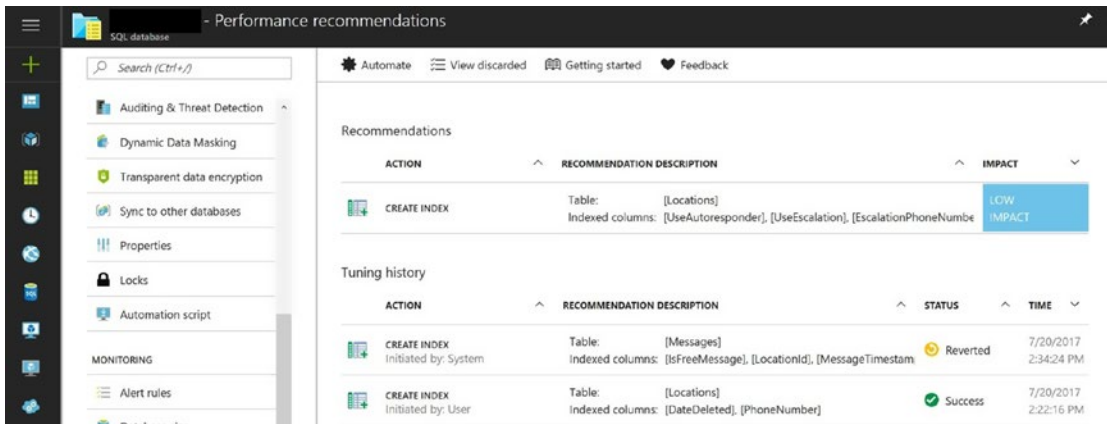 - Performance recommendations
SQL database
Search (Ctrl+/)
Auditing & Threat Detection
Dynamic Data Masking
Transparent data encryption
Sync to other databases
Properties
Locks
Automation script
MONITORING
Alert rules
Automate View discarded Getting started Feedback
Recommendations
ACTION RECOMMENDATION DESCRIPTION IMPACT
CREATE INDEX
Table: [Locations]
Indexed columns: [UseAutoresponder], [UseEscalation], [EscalationPhoneNumbe
LOW
IMPACT
Tuning history
ACTION RECOMMENDATION DESCRIPTION STATUS TIME
CREATE INDEX
Initiated by: System
Table: [Messages]
Indexed columns: [IsFreeMessage], [LocationId], [MessageTimestam
Reverted
7/20/2017
2:34:24 PM
CREATE INDEX
Initiated by: User
Table: [Locations]
Indexed columns: [DateDeleted], [PhoneNumber]
Success
7/20/2017
2:22:16 PM